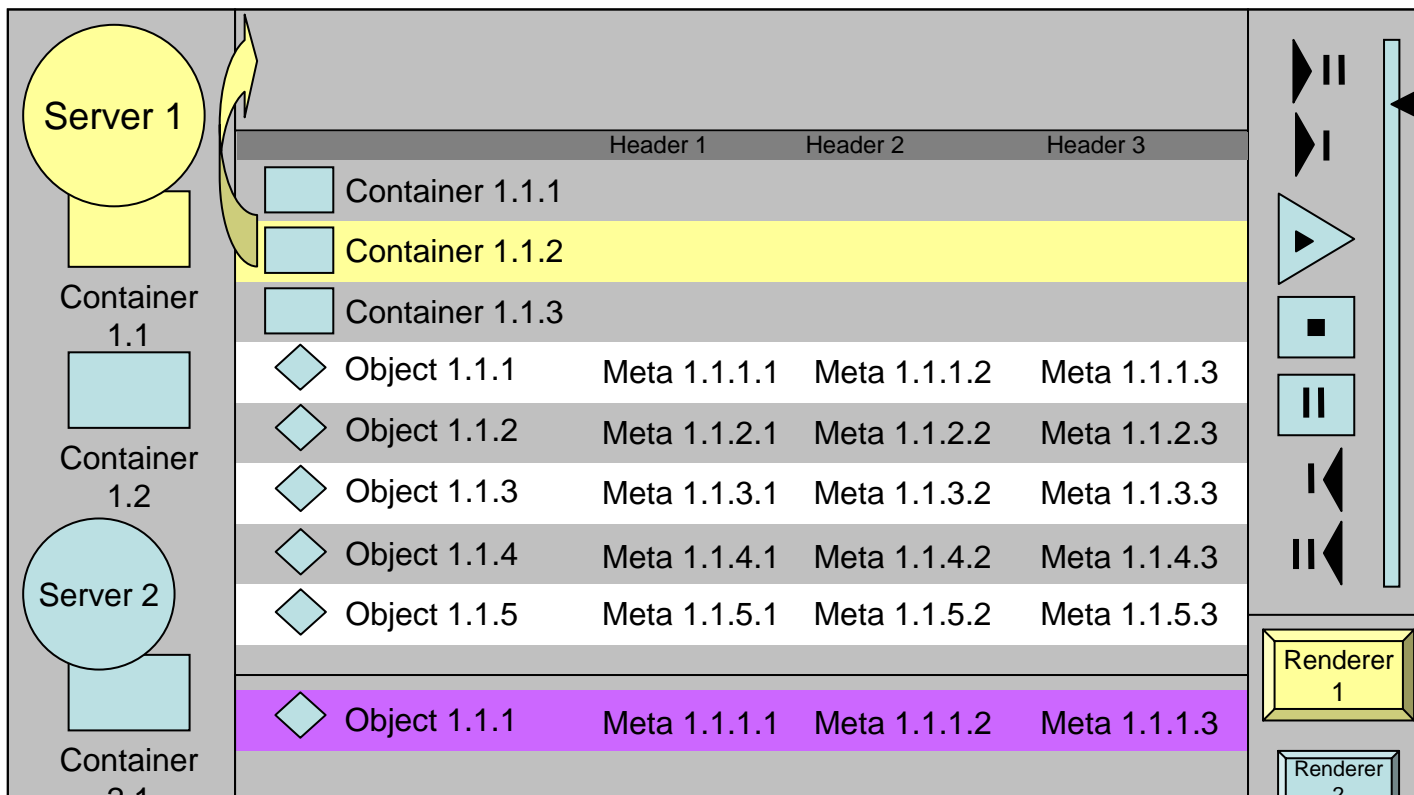 Server 1
Container
1.1
Container
1.2
Server 2
Container
2.1
Header 1 Header 2 Header 3
Container 1.1.1
Container 1.1.2
Container 1.1.3
Object 1.1.1 Meta 1.1.1.1 Meta 1.1.1.2 Meta 1.1.1.3
Object 1.1.2 Meta 1.1.2.1 Meta 1.1.2.2 Meta 1.1.2.3
Object 1.1.3 Meta 1.1.3.1 Meta 1.1.3.2 Meta 1.1.3.3
Object 1.1.4 Meta 1.1.4.1 Meta 1.1.4.2 Meta 1.1.4.3
Object 1.1.5 Meta 1.1.5.1 Meta 1.1.5.2 Meta 1.1.5.3
Object 1.1.1 Meta 1.1.1.1 Meta 1.1.1.2 Meta 1.1.1.3
Renderer
1
Renderer
2